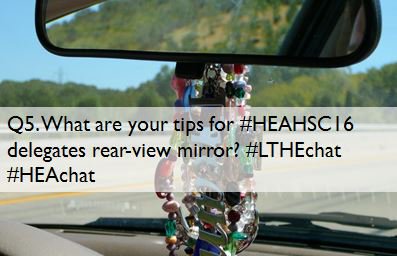 Q5.What are your tips for #HEAHSC16
delegates rear-view mirror? #LTHEchat
#HEAchat